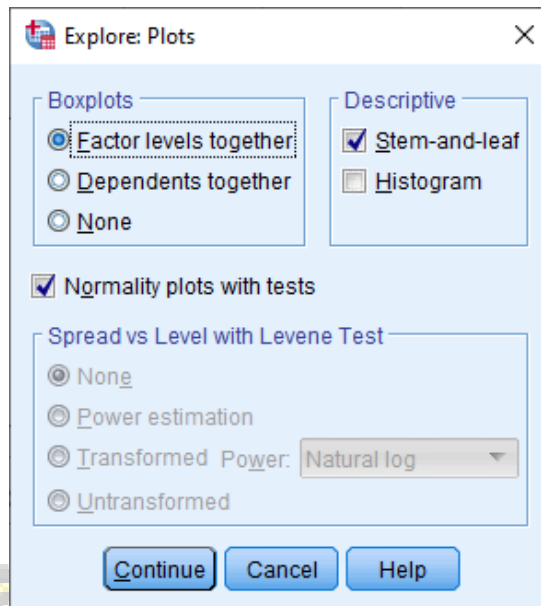 Explore: Plots
Boxplots
Factor levels together
Dependents together
None
Descriptive
Stem-and-leaf
Histogram
Normality plots with tests
Spread vs Level with Levene Test
None
Power estimation
Transformed Power: Natural log
Untransformed
Continue Cancel Help